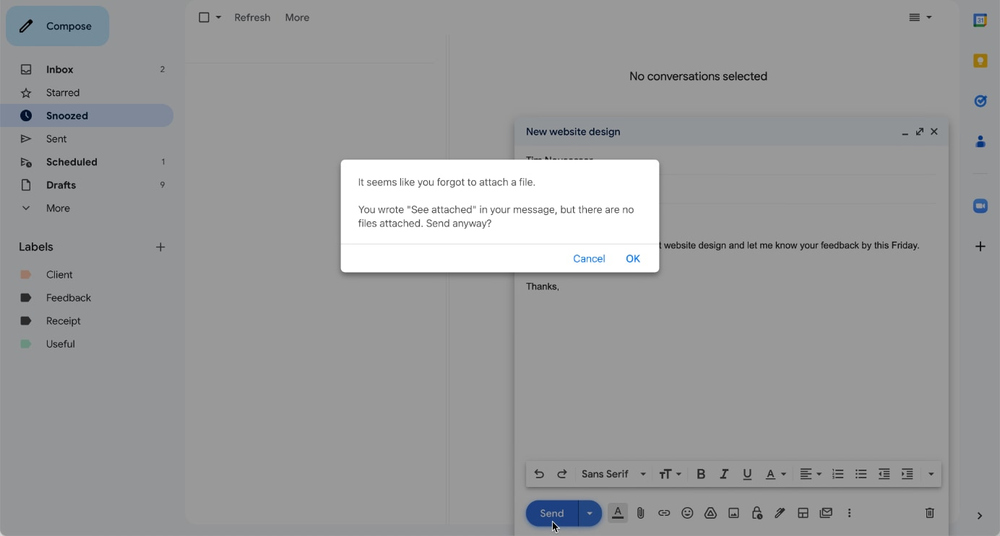 Compose
Refresh
More
Inbox 2
Starred
Snoozed
Sent
Scheduled 1
Drafts 9
More
Labels
Client
Feedback
Receipt
Useful
No conversations selected
31
New website design
It seems like you forgot to attach a file.
You wrote "See attached" in your message, but there are no
files attached. Send anyway?
Cancel OK
website design and let me know your feedback by this Friday.
Thanks,
Sans Serif
Send